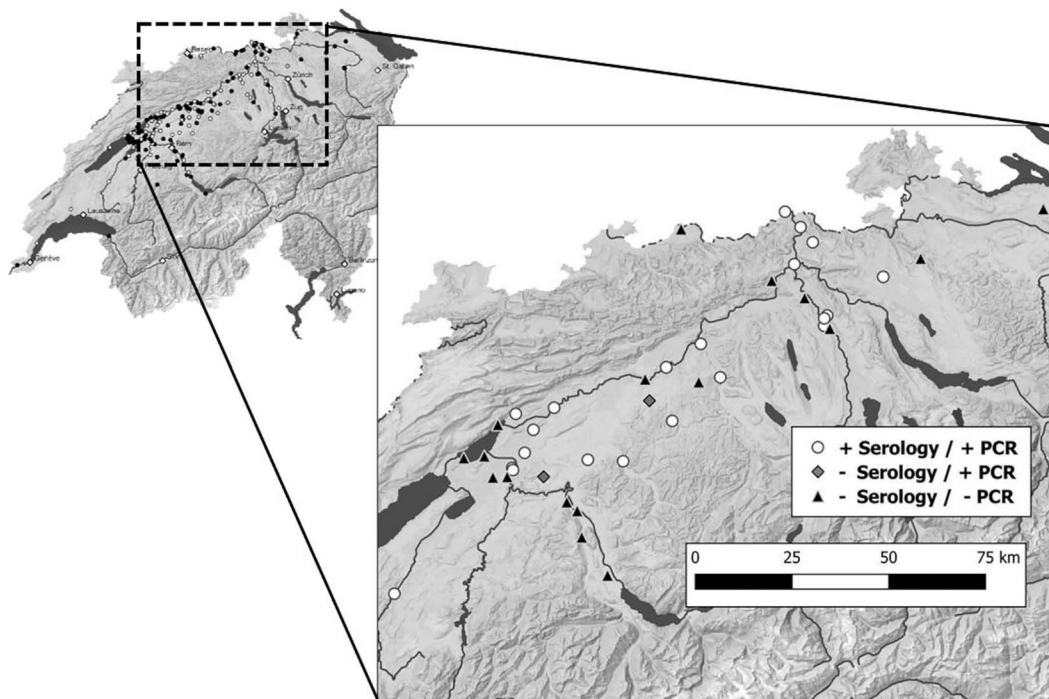 Basel
St. Gallen
Zürich
Zug
Luzern
Bern
Lausanne
Genève
+ Serology / + PCR
- Serology / + PCR
- Serology / - PCR
0 25 50 75 km